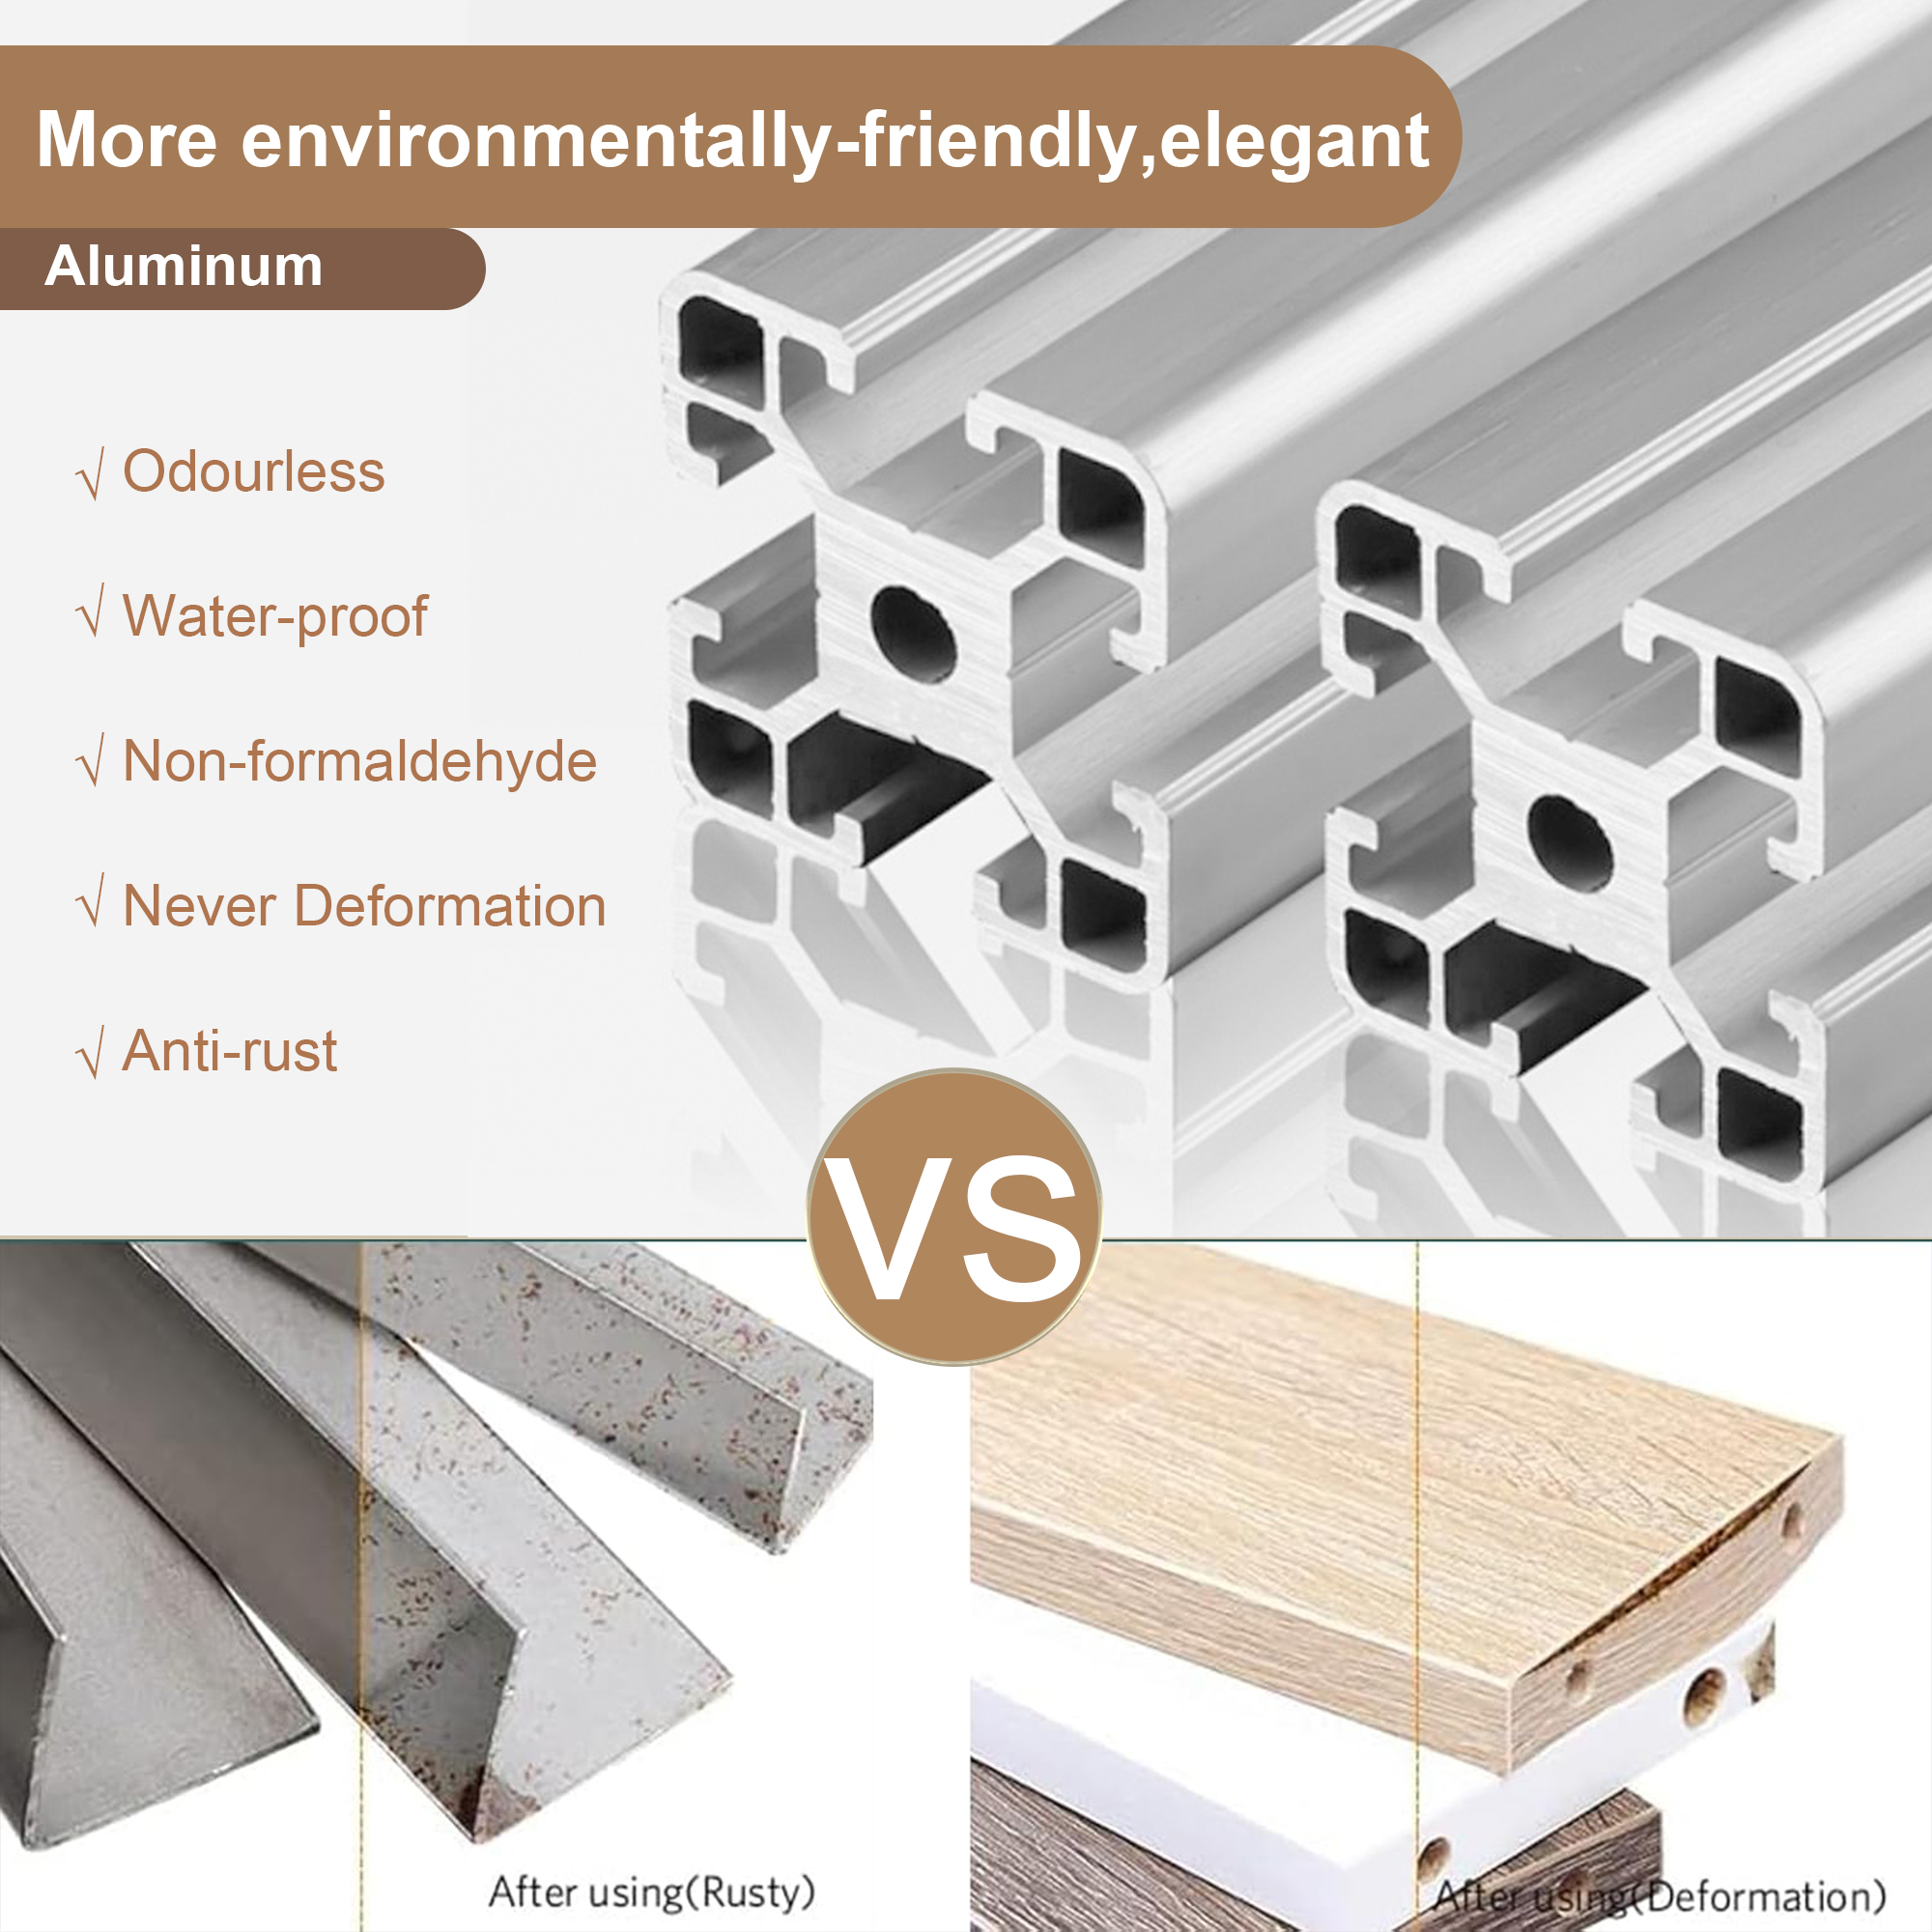 More environmentally-friendly,elegant
Aluminum
√ Odourless
√ Water-proof
√ Non-formaldehyde
√ Never Deformation
√ Anti-rust
VS
After using(Rusty)
After using(Deformation)